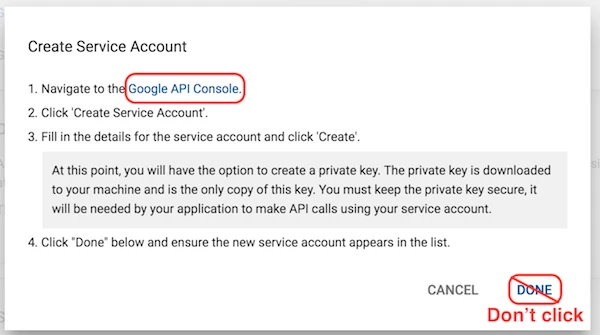 Create Service Account
1. Navigate to the Google API Console.
2. Click 'Create Service Account'.
3. Fill in the details for the service account and click 'Create'.
At this point, you will have the option to create a private key. The private key is downloaded
to your machine and is the only copy of this key. You must keep the private key secure, it
will be needed by your application to make API calls using your service account.
4. Click "Done" below and ensure the new service account appears in the list.
CANCEL DONE
Don't click